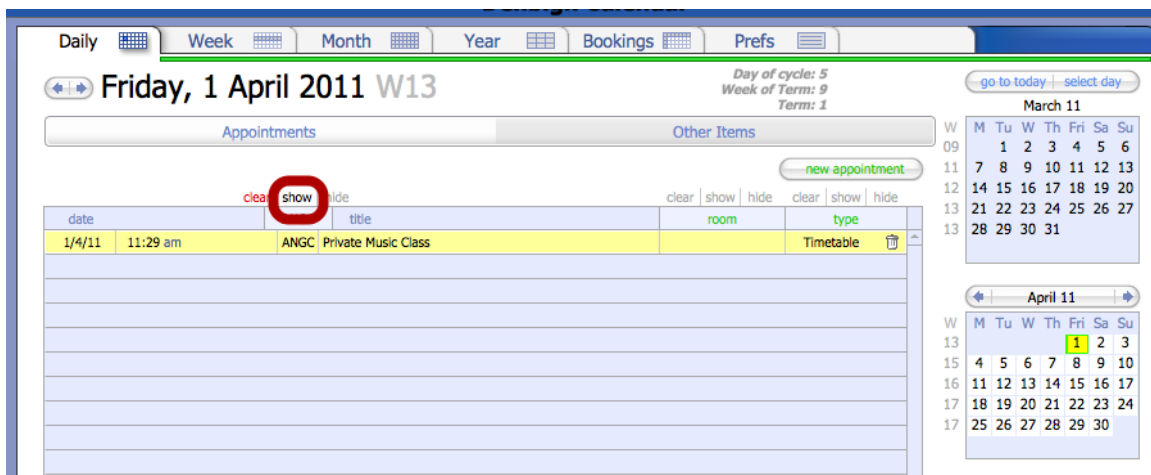 Daily Week Month Year Bookings Prefs
Friday, 1 April 2011 W13
Day of cycle: 5
Week of Term: 9
Term: 1
go to today select day
Appointments Other Items
new appointment
clear show hide clear show hide clear show hide
date title room type
1/4/11 11:29 am ANGC Private Music Class Timetable
March 11
W M Tu W Th Fri Sa Su
09 1 2 3 4 5 6
11 7 8 9 10 11 12 13
12 14 15 16 17 18 19 20
13 21 22 23 24 25 26 27
13 28 29 30 31
April 11
W M Tu W Th Fri Sa Su
13 1 2 3
15 4 5 6 7 8 9 10
16 11 12 13 14 15 16 17
17 18 19 20 21 22 23 24
17 25 26 27 28 29 30